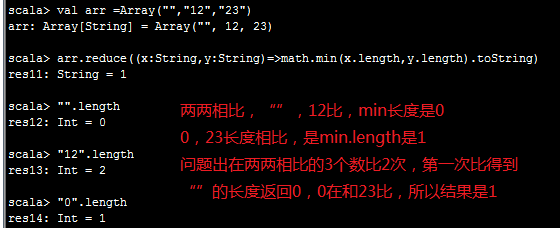 scala> val arr =Array("","12","23")
arr: Array[String] = Array("", 12, 23)
scala> arr.reduce((x:String,y:String)=>math.min(x.length,y.length).toString)
res11: String = 1
scala> "".length
res12: Int = 0
scala> "12".length
res13: Int = 2
scala> "0".length
res14: Int = 1
两两相比，“”，12比，min长度是0
0，23长度相比，是min.length是1
问题出在两两相比的3个数比2次，第一次比得到
“”的长度返回0，0在和23比，所以结果是1